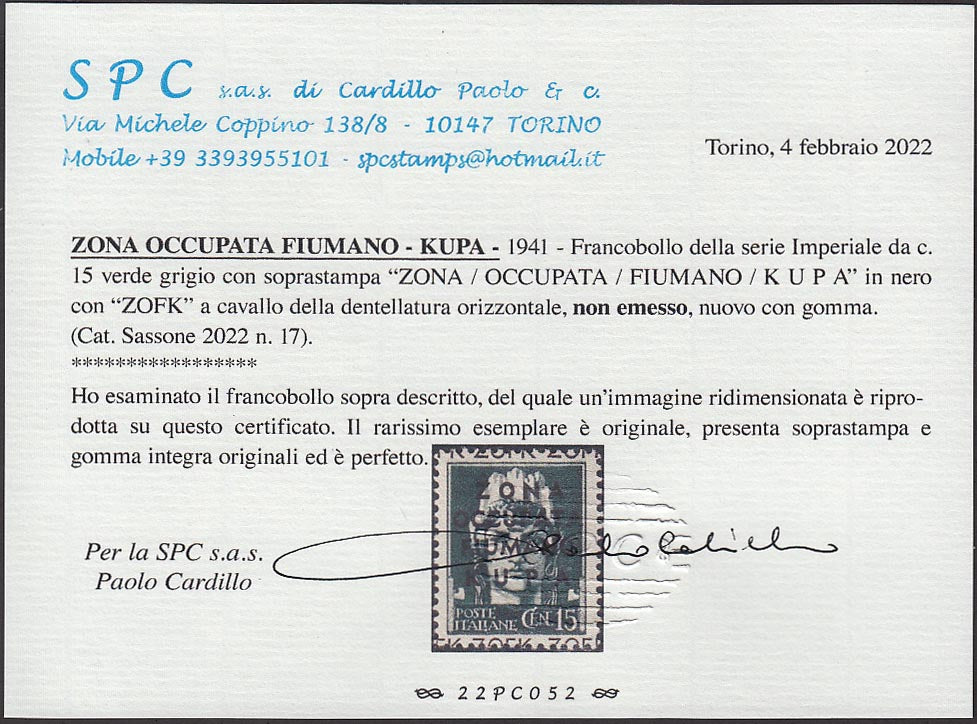 SPC s.a.s. di Cardillo Paolo & c.
Via Michele Coppino 138/8 - 10147 TORINO
Mobile +39 3393955101 - spcstamps@hotmail.it
Torino, 4 febbraio 2022
ZONA OCCUPATA FIUMANO - KUPA - 1941 - Francobollo della serie Imperiale da c.
15 verde grigio con soprastampa “ZONA / OCCUPATA / FIUMANO / K U P A” in nero
con “ZOFK” a cavallo della dentellatura orizzontale, non emesso, nuovo con gomma.
(Cat. Sassone 2022 n. 17).
*****************
Ho esaminato il francobollo sopra descritto, del quale un’immagine ridimensionata è ripro-
dotta su questo certificato. Il rarissimo esemplare è originale, presenta soprastampa e
gomma integra originali ed è perfetto.
ZONA
KUPA
POSTE
ITALIANE CEN. 15
Per la SPC s.a.s.
Paolo Cardillo
22PC052